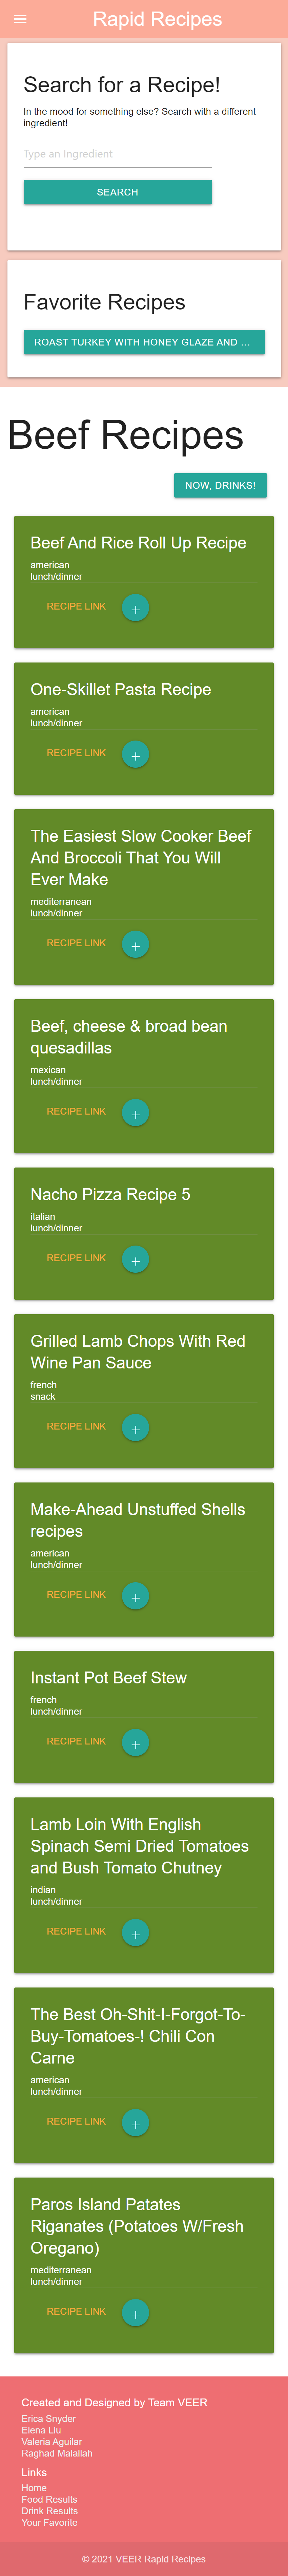 Rapid Recipes
Search for a Recipe!
In the mood for something else? Search with a different
ingredient!
Type an Ingredient
SEARCH
Favorite Recipes
ROAST TURKEY WITH HONEY GLAZE AND ...
Beef Recipes
NOW, DRINKS!
Beef And Rice Roll Up Recipe
american
lunch/dinner
RECIPE LINK +
One-Skillet Pasta Recipe
american
lunch/dinner
RECIPE LINK +
The Easiest Slow Cooker Beef
And Broccoli That You Will
Ever Make
mediterranean
lunch/dinner
RECIPE LINK +
Beef, cheese & broad bean
quesadillas
mexican
lunch/dinner
RECIPE LINK +
Nacho Pizza Recipe 5
italian
lunch/dinner
RECIPE LINK +
Grilled Lamb Chops With Red
Wine Pan Sauce
french
snack
RECIPE LINK +
Make-Ahead Unstuffed Shells
recipes
american
lunch/dinner
RECIPE LINK +
Instant Pot Beef Stew
french
lunch/dinner
RECIPE LINK +
Lamb Loin With English
Spinach Semi Dried Tomatoes
and Bush Tomato Chutney
indian
lunch/dinner
RECIPE LINK +
The Best Oh-Shit-I-Forgot-To-
Buy-Tomatoes-! Chili Con
Carne
american
lunch/dinner
RECIPE LINK +
Paros Island Patates
Riganates (Potatoes W/Fresh
Oregano)
mediterranean
lunch/dinner
RECIPE LINK +
Created and Designed by Team VEER
Erica Snyder
Elena Liu
Valeria Aguilar
Raghad Malallah
Links
Home
Food Results
Drink Results
Your Favorite
© 2021 VEER Rapid Recipes